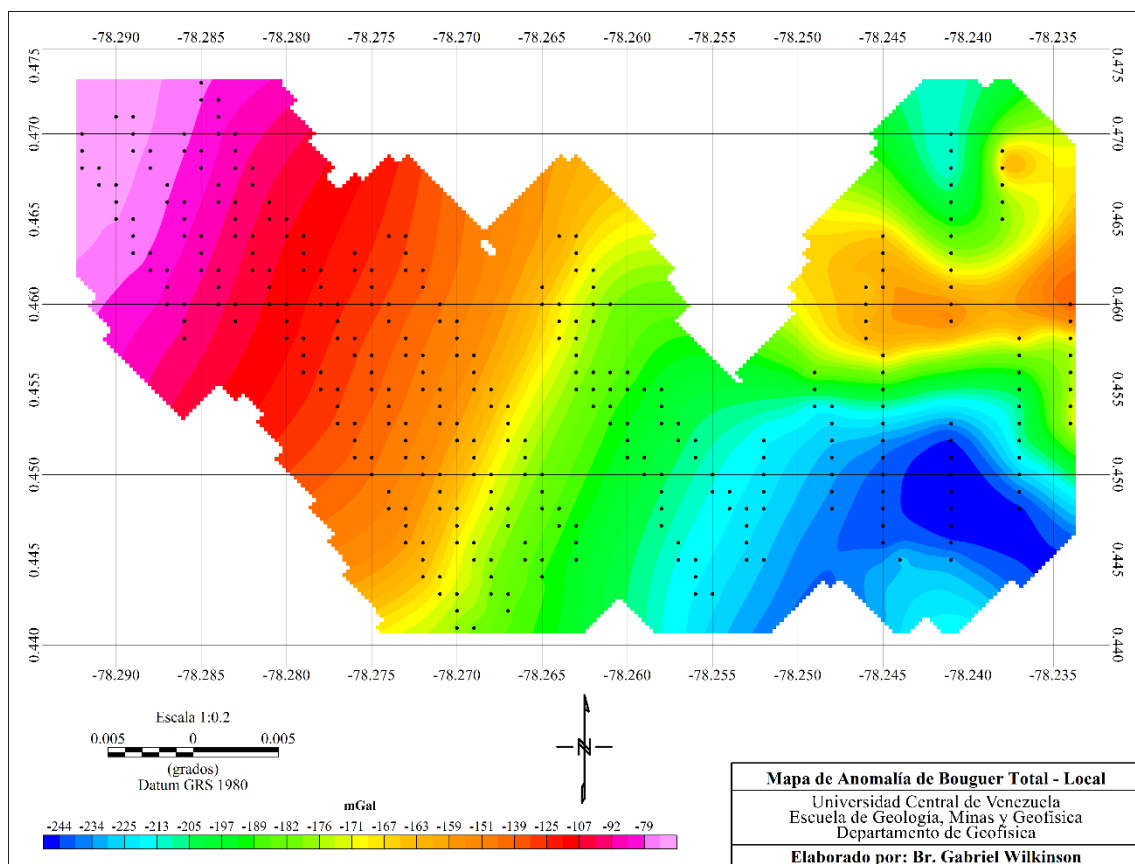 -78.290 -78.285 -78.280 -78.275 -78.270 -78.265 -78.260 -78.255 -78.250 -78.245 -78.240 -78.235
0.475 0.475
0.470 0.470
0.465 0.465
0.460 0.460
0.455 0.455
0.450 0.450
0.445 0.445
0.440 0.440
-78.290 -78.285 -78.280 -78.275 -78.270 -78.265 -78.260 -78.255 -78.250 -78.245 -78.240 -78.235
Escala 1:0.2
0.005 0 0.005
(grados)
Datum GRS 1980
N
mGal
-244 -234 -225 -213 -205 -197 -189 -180 -171 -163 -159 -151 -139 -125 -107 -92 -79
Mapa de Anomalía de Bouguer Total - Local
Universidad Central de Venezuela
Escuela de Geología, Minas y Geofísica
Departamento de Geofísica
Elaborado por: Br. Gabriel Wilkinson